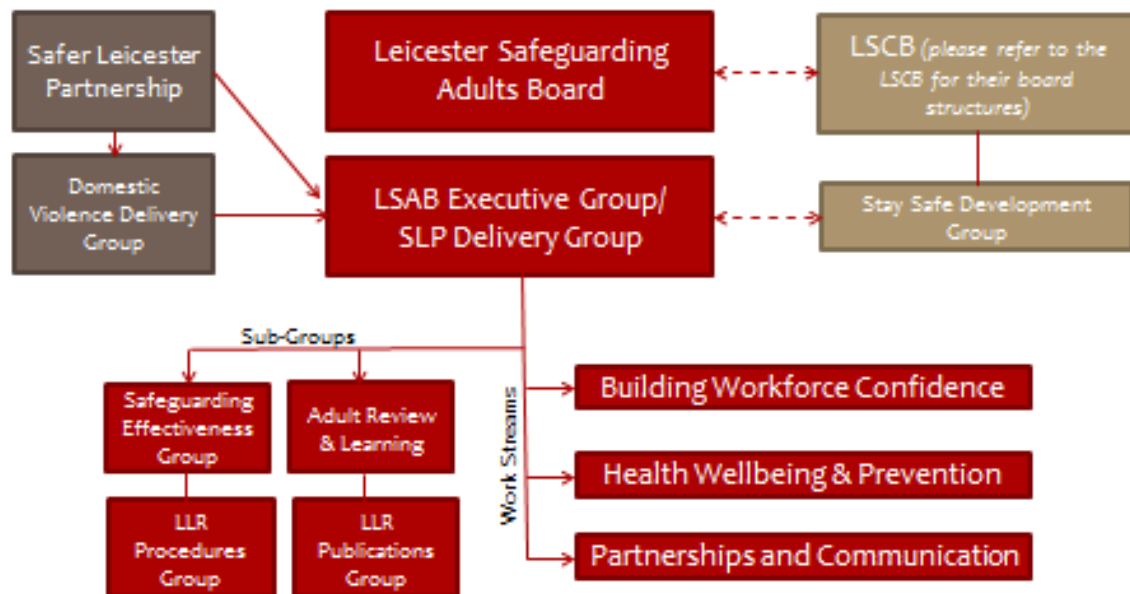 Safer Leicester
Partnership
Leicester Safeguarding
Adults Board
LSCB (please refer to the
LSCB for their board
structures)
Domestic
Violence Delivery
Group
LSAB Executive Group/
SLP Delivery Group
Stay Safe Development
Group
Sub-Groups
Work Streams
Safeguarding
Effectiveness
Group
Adult Review
& Learning
LLR
Procedures
Group
LLR
Publications
Group
Building Workforce Confidence
Health Wellbeing & Prevention
Partnerships and Communication